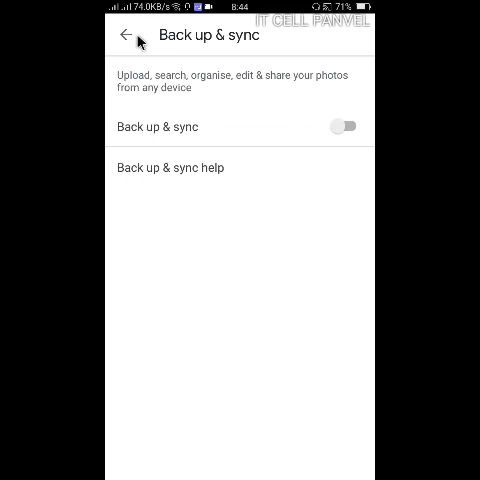 74.0KB/s 8:44 71%
IT CELL PANVEL
Back up & sync
Upload, search, organise, edit & share your photos
from any device
Back up & sync
Back up & sync help